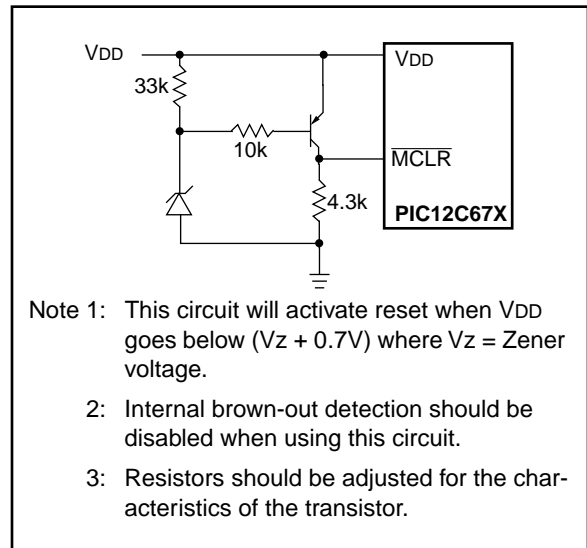 VDD
VDD
33k
10k
MCLR
4.3k
PIC12C67X
Note 1: This circuit will activate reset when VDD
goes below (Vz + 0.7V) where Vz = Zener
voltage.
2: Internal brown-out detection should be
disabled when using this circuit.
3: Resistors should be adjusted for the char-
acteristics of the transistor.